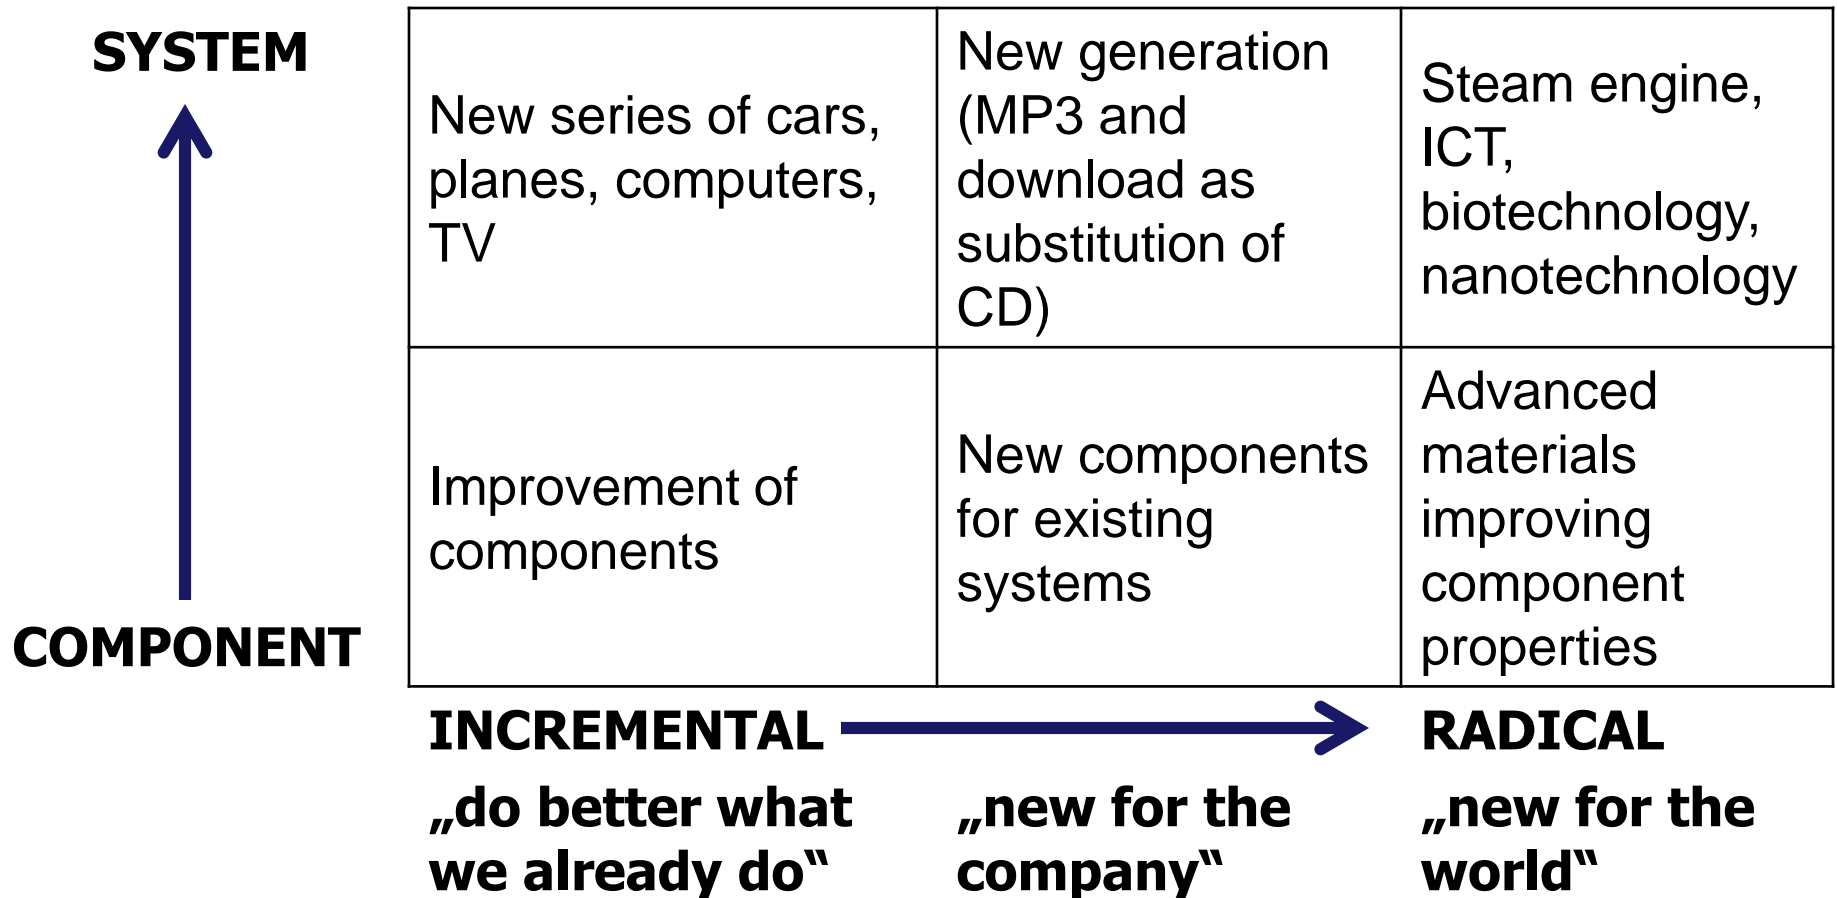 SYSTEM
New series of cars,
planes, computers,
TV
New generation
(MP3 and
download as
substitution of
CD)
Steam engine,
ICT,
biotechnology,
nanotechnology
COMPONENT
Improvement of
components
New components
for existing
systems
Advanced
materials
improving
component
properties
INCREMENTAL
RADICAL
„do better what
we already do‟
„new for the
company‟
„new for the
world‟